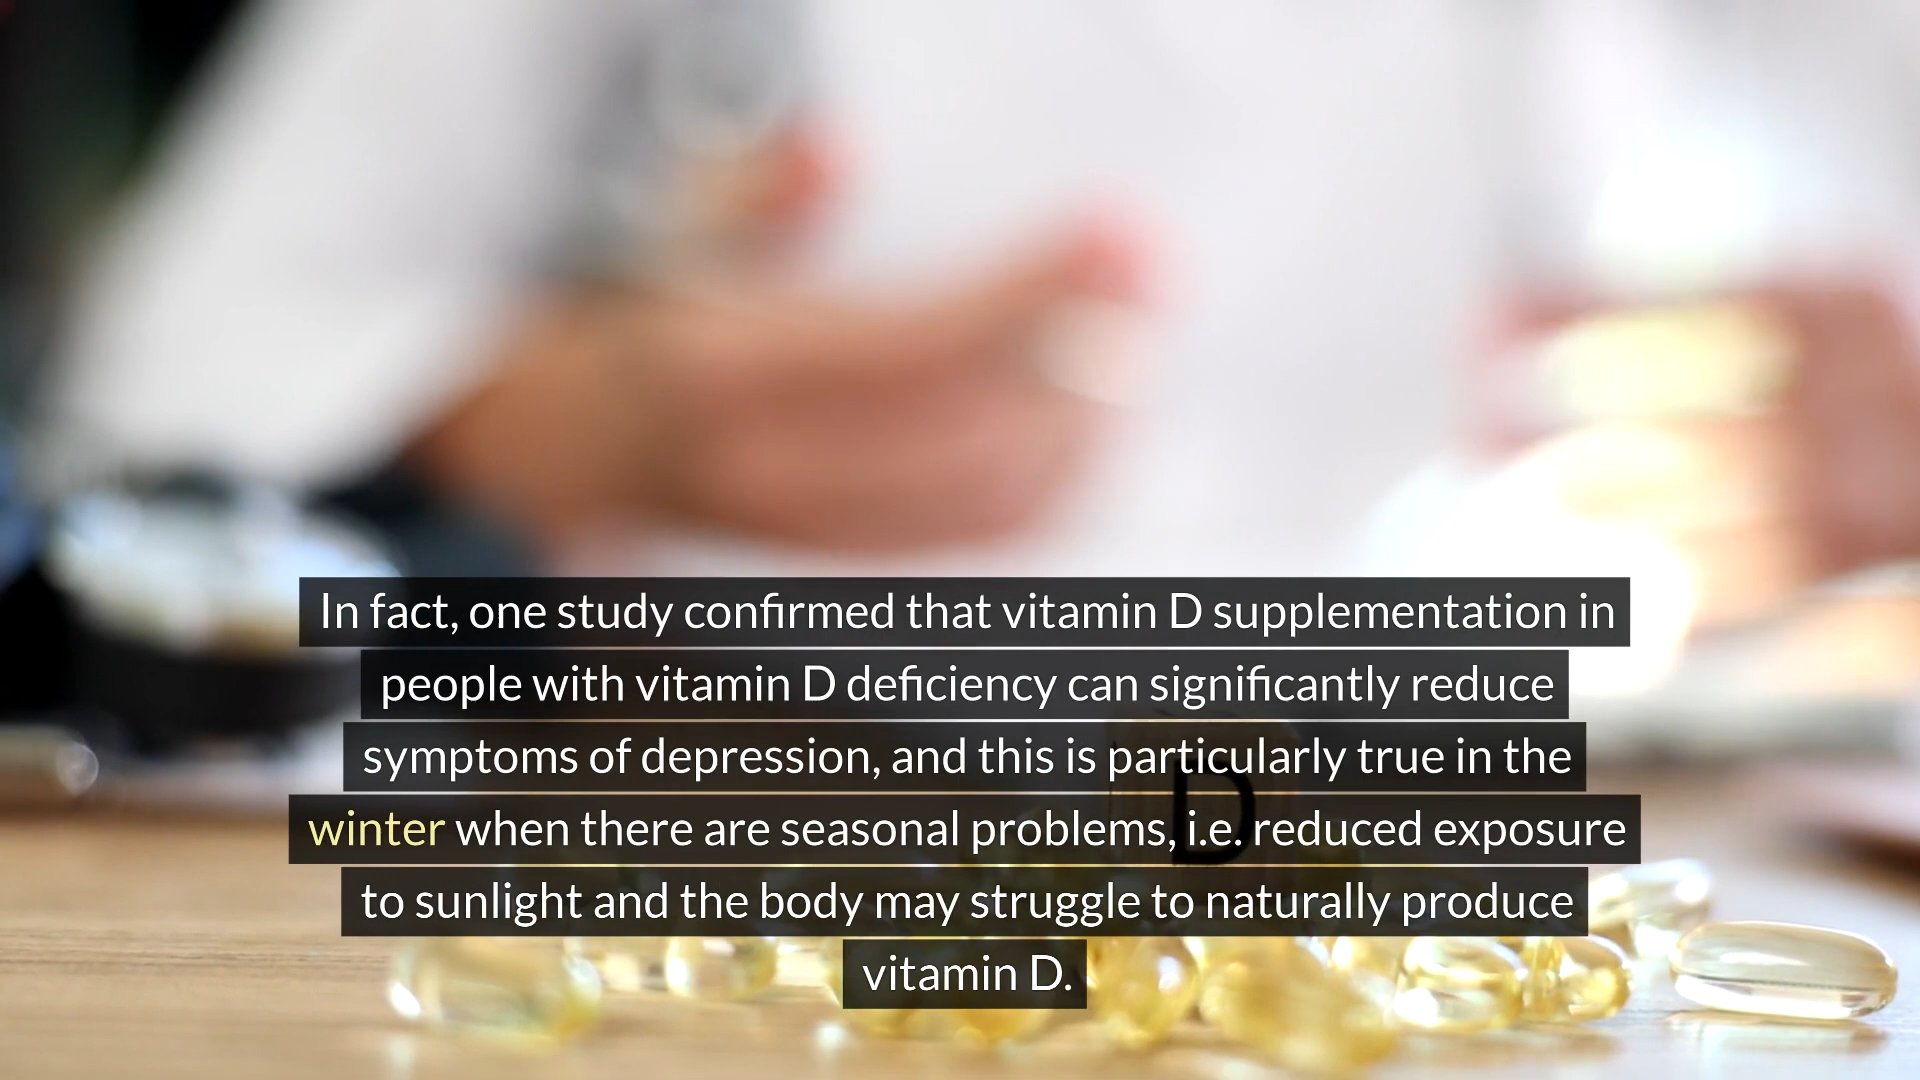 In fact, one study confirmed that vitamin D supplementation in
people with vitamin D deficiency can significantly reduce
symptoms of depression, and this is particularly true in the
winter when there are seasonal problems, i.e. reduced exposure
to sunlight and the body may struggle to naturally produce
vitamin D.
D